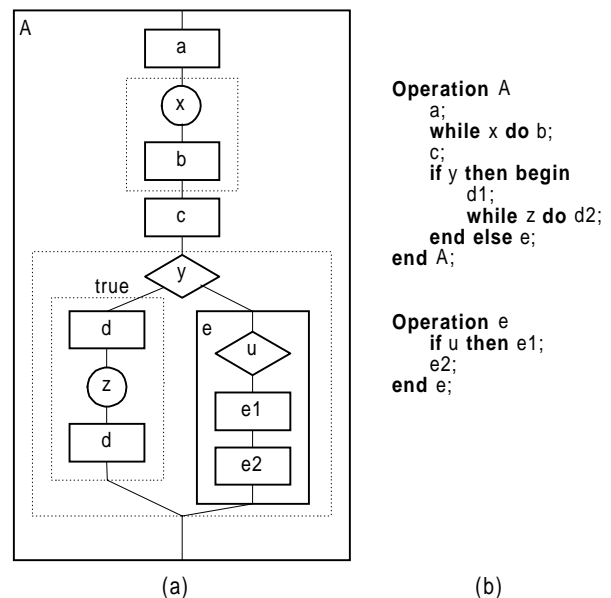 A
a
x
b
c
y
true
d
z
d
e
u
e1
e2
(a)
Operation A
a;
while x do b;
c;
if y then begin
d1;
while z do d2;
end else e;
end A;
Operation e
if u then e1;
e2;
end e;
(b)